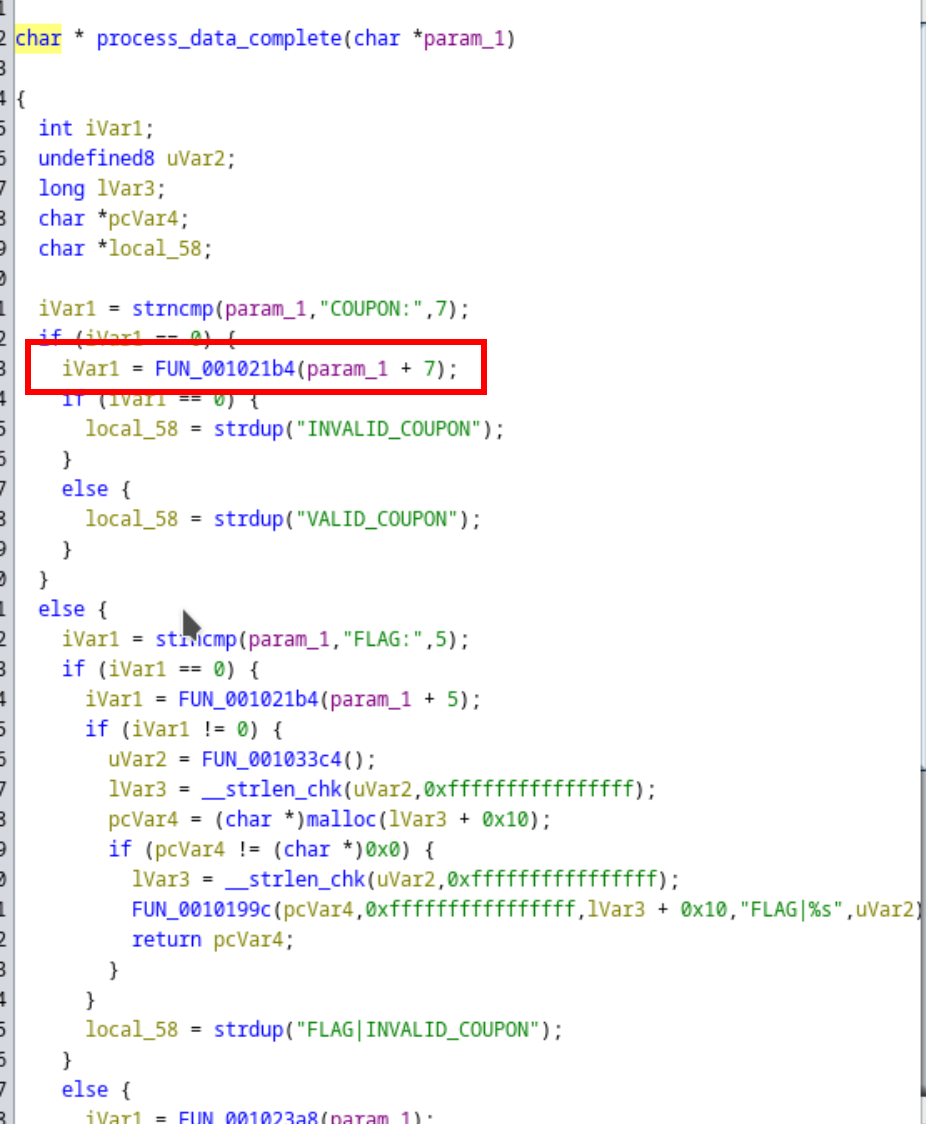 1
2 char * process_data_complete(char *param_1)
3
4 {
5   int iVar1;
6   undefined8 uVar2;
7   long lVar3;
8   char *pcVar4;
9   char *local_58;
0
1   iVar1 = strncmp(param_1,"COUPON:",7);
2   if (iVar1 == 0) {
3     iVar1 = FUN_001021b4(param_1 + 7);
4     if (iVar1 == 0) {
5       local_58 = strdup("INVALID_COUPON");
6     }
7     else {
8       local_58 = strdup("VALID_COUPON");
9     }
0   }
1   else {
2     iVar1 = strncmp(param_1,"FLAG:",5);
3     if (iVar1 == 0) {
4       iVar1 = FUN_001021b4(param_1 + 5);
5       if (iVar1 != 0) {
6         uVar2 = FUN_001033c4();
7         lVar3 = __strlen_chk(uVar2,0xffffffffffffffff);
8         pcVar4 = (char *)malloc(lVar3 + 0x10);
9         if (pcVar4 != (char *)0x0) {
0           lVar3 = __strlen_chk(uVar2,0xffffffffffffffff);
1           FUN_0010199c(pcVar4,0xffffffffffffffff,lVar3 + 0x10,"FLAG|%s",uVar2)
2           return pcVar4;
3         }
4       }
5       local_58 = strdup("FLAG|INVALID_COUPON");
6     }
7     else {
8       iVar1 = FUN_001023a8(param_1);